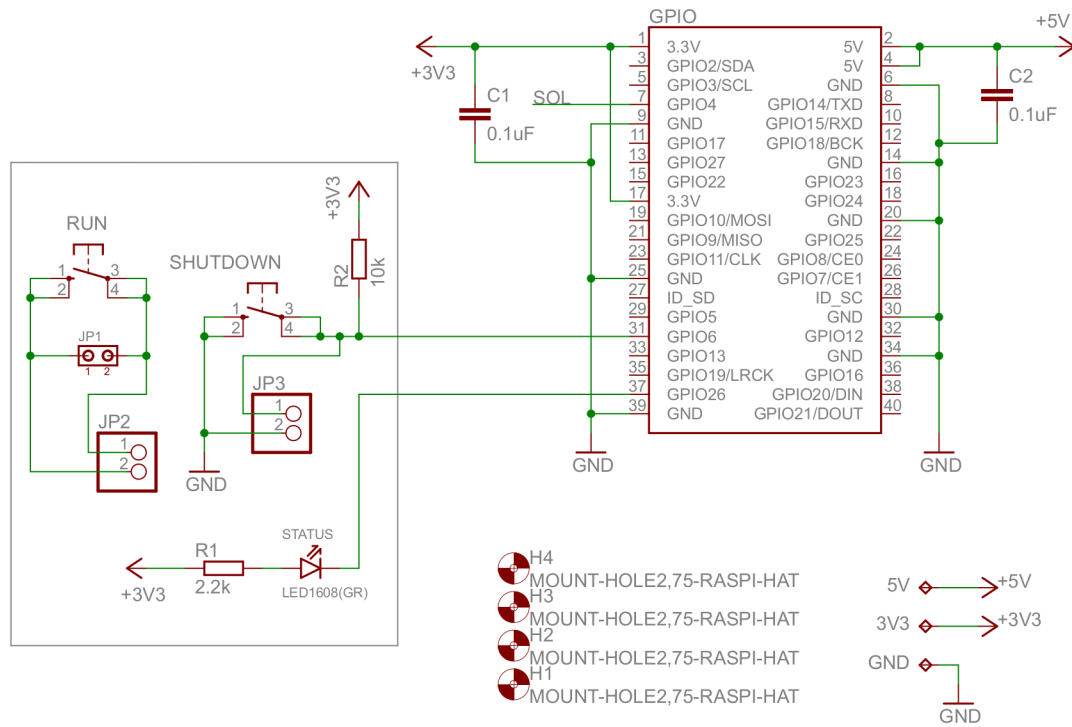 GPIO
+5V
+3V3
1 3.3V 5V 2
3 GPIO2/SDA 5V 4
5 GPIO3/SCL GND 6
7 GPIO4 GPIO14/TXD 8
9 GND GPIO15/RXD 10
11 GPIO17 GPIO18/BCK 12
13 GPIO27 GND 14
15 GPIO22 GPIO23 16
17 3.3V GPIO24 18
19 GPIO10/MOSI GND 20
21 GPIO9/MISO GPIO25 22
23 GPIO11/CLK GPIO8/CE0 24
25 GND GPIO7/CE1 26
27 ID_SD ID_SC 28
29 GPIO5 GND 30
31 GPIO6 GPIO12 32
33 GPIO13 GND 34
35 GPIO19/LRCK GPIO16 36
37 GPIO26 GPIO20/DIN 38
39 GND GPIO21/DOUT 40
C1
0.1uF
SOL
C2
0.1uF
GND
GND
+3V3
R2
10k
RUN
1 3
2 4
SHUTDOWN
1 3
2 4
JP1
1 2
JP2
1
2
JP3
1
2
GND
STATUS
R1
2.2k
+3V3
LED1608(GR)
H4
MOUNT-HOLE2,75-RASPI-HAT
H3
MOUNT-HOLE2,75-RASPI-HAT
H2
MOUNT-HOLE2,75-RASPI-HAT
H1
MOUNT-HOLE2,75-RASPI-HAT
5V +5V
3V3 +3V3
GND
GND